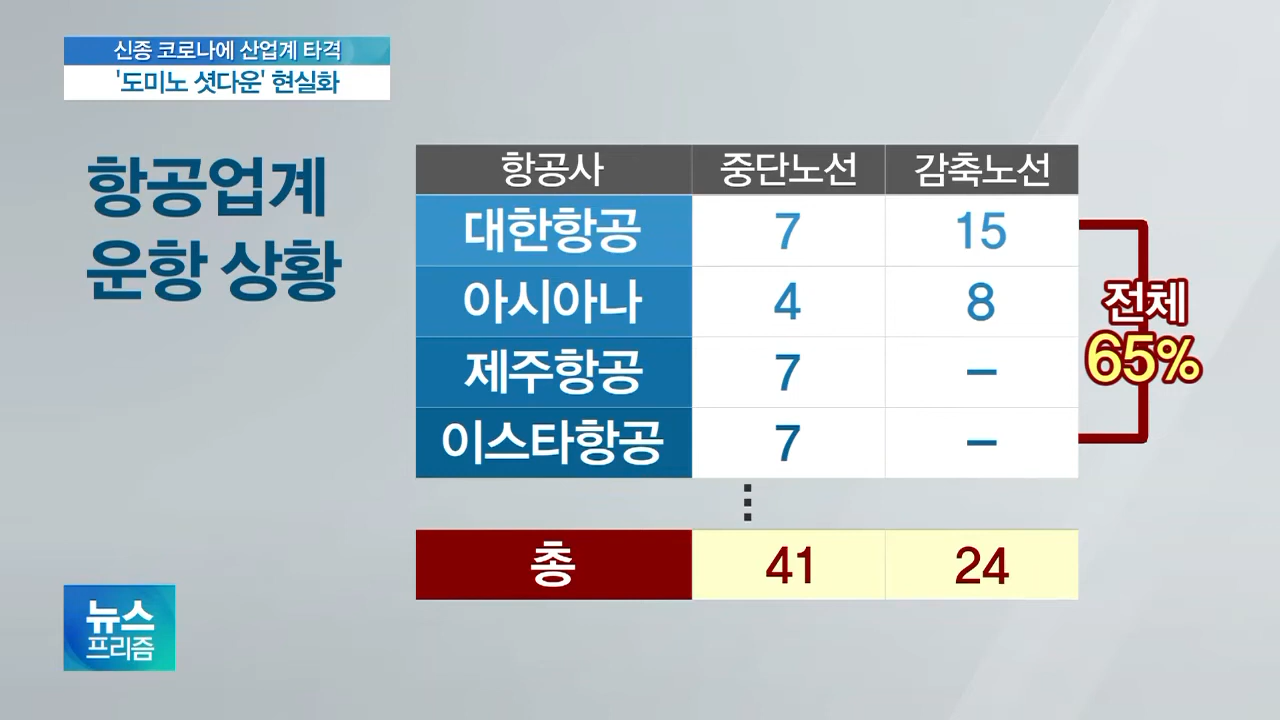 신종 코로나에 산업계 타격
'도미노 셧다운' 현실화
항공업계
운항 상황
항공사 중단노선 감축노선
대한항공 7 15
아시아나 4 8
제주항공 7 –
이스타항공 7 –
⋮
총 41 24
전체
65%
뉴스
프리즘